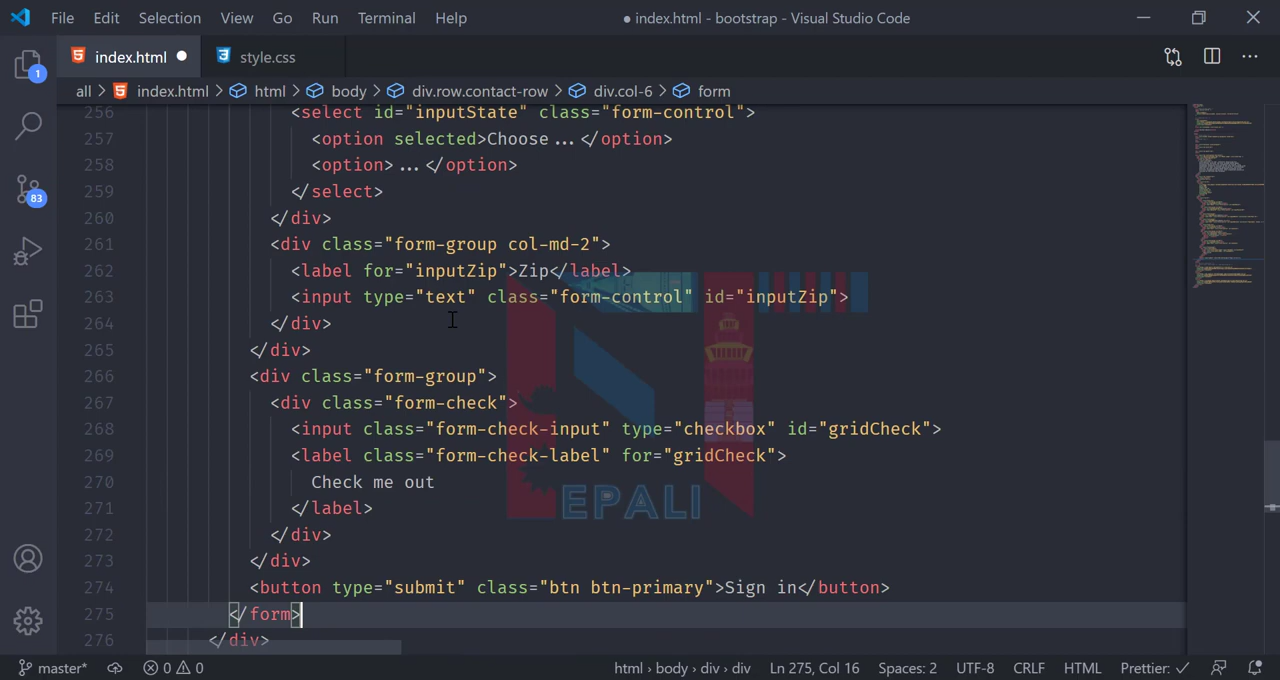 File Edit Selection View Go Run Terminal Help ● index.html - bootstrap - Visual Studio Code
index.html ● style.css
1
all > index.html > html > body > div.row.contact-row > div.col-6 > form
256 <select id="inputState" class="form-control">
257 <option selected>Choose...</option>
258 <option>...</option>
259 </select>
260 </div>
261 <div class="form-group col-md-2">
262 <label for="inputZip">Zip</label>
263 <input type="text" class="form-control" id="inputZip">
264 </div>
265 </div>
266 <div class="form-group">
267 <div class="form-check">
268 <input class="form-check-input" type="checkbox" id="gridCheck">
269 <label class="form-check-label" for="gridCheck">
270 Check me out
271 </label>
272 </div>
273 </div>
274 <button type="submit" class="btn btn-primary">Sign in</button>
275 </form>
276 </div>
83
EPALI
master* 0 0 html > body > div > div Ln 275, Col 16 Spaces: 2 UTF-8 CRLF HTML Prettier: ✓